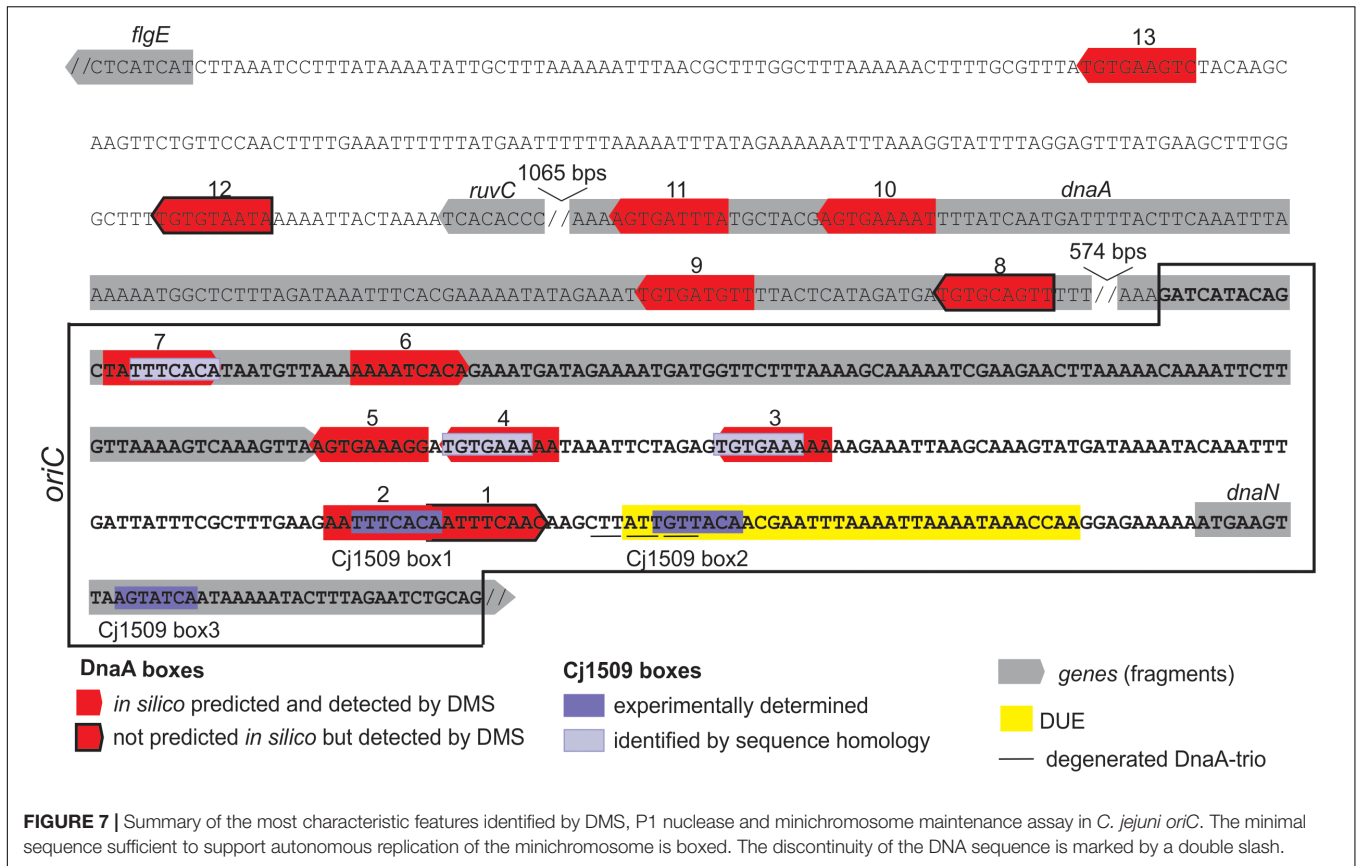 flgE 13
//CTCATCATCTTAAATCCTTTATAAAATATTGCTTTAAAAAATTTAACGCTTTGGCTTTAAAAAACTTTTGCGTTTATGTGAAGTCTACAAGC
AAGTTCTGTTCCAACTTTTGAAATTTTTTATGAATTTTTTAAAAATTTATAGAAAAAATTTAAAGGTATTTTAGGAGTTTATGAAGCTTTGG
12 ruvC 1065 bps 11 10 dnaA
GCTTTTGTGTAATAAAAATTACTAAAATCACACCC//AAAAGTGATTTATGCTACGAGTGAAAATTTTATCAATGATTTTACTTCAAATTTA
9 8 574 bps
AAAAATGGCTCTTTAGATAAATTTCACGAAAAATATAGAAATTGTGATGTTTTACTCATAGATGATGTGCAGTTTTT//AAAGATCATACAG
7 6
CTATTTCACATAATGTTAAAAAAATCACAGAAATGATAGAAAATGATGGTTCTTTAAAAGCAAAAATCGAAGAACTTAAAAACAAAATTCTT
5 4 3
GTTAAAAGTCAAAGTTAAGTGAAAGGATGTGAAAAATAAATTCTAGAGTGTGAAAAAAGAAATTAAGCAAAGTATGATAAAATACAAATTT
oriC
2 1 dnaN
GATTATTTCGCTTTGAAGAATTTCACAATTTCAACAAGCTTATTGTTACAACGAATTTAAAATTAAAATAAACCAAGGAGAAAAAATGAAGT
Cj1509 box1 Cj1509 box2
TAAGTATCAATAAAAATACTTTAGAATCTGCAG//
Cj1509 box3
DnaA boxes
in silico predicted and detected by DMS
not predicted in silico but detected by DMS
Cj1509 boxes
experimentally determined
identified by sequence homology
genes (fragments)
DUE
degenerated DnaA-trio
FIGURE 7 | Summary of the most characteristic features identified by DMS, P1 nuclease and minichromosome maintenance assay in C. jejuni oriC. The minimal
sequence sufficient to support autonomous replication of the minichromosome is boxed. The discontinuity of the DNA sequence is marked by a double slash.